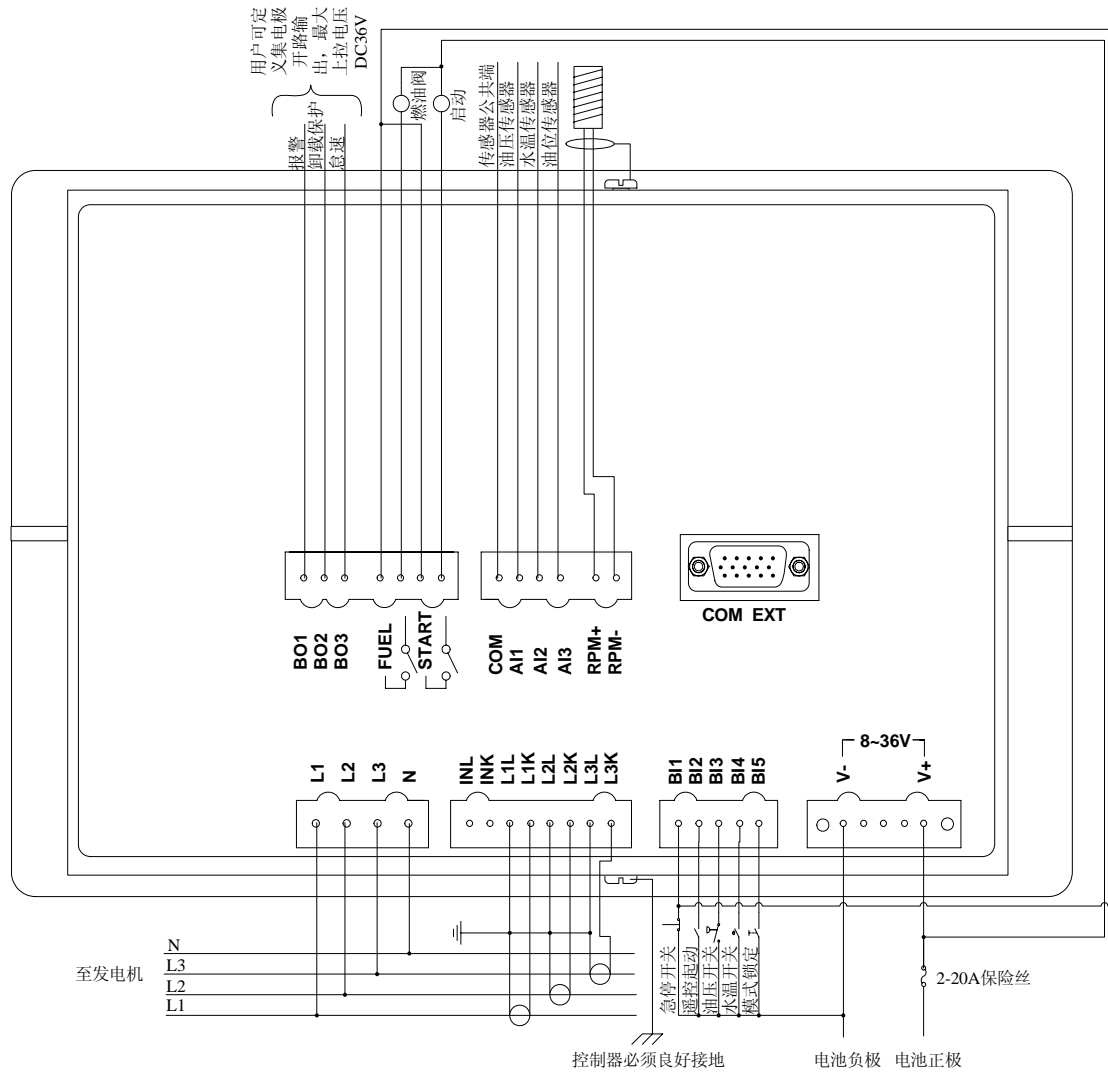 用户可定
义集电极
开路输
出，最大
上拉电压
DC36V
报警
卸载保护
怠速
燃油阀
启动
传感器公共端
油压传感器
水温传感器
油位传感器
BO1
BO2
BO3
FUEL
START
COM
AI1
AI2
AI3
RPM+
RPM-
COM EXT
L1
L2
L3
N
INL
INK
L1L
L1K
L2L
L2K
L3L
L3K
BI1
BI2
BI3
BI4
BI5
8~36V
V-
V+
至发电机
N
L3
L2
L1
急停开关
遥控起动
油压开关
水温开关
模式锁定
2-20A保险丝
控制器必须良好接地
电池负极
电池正极